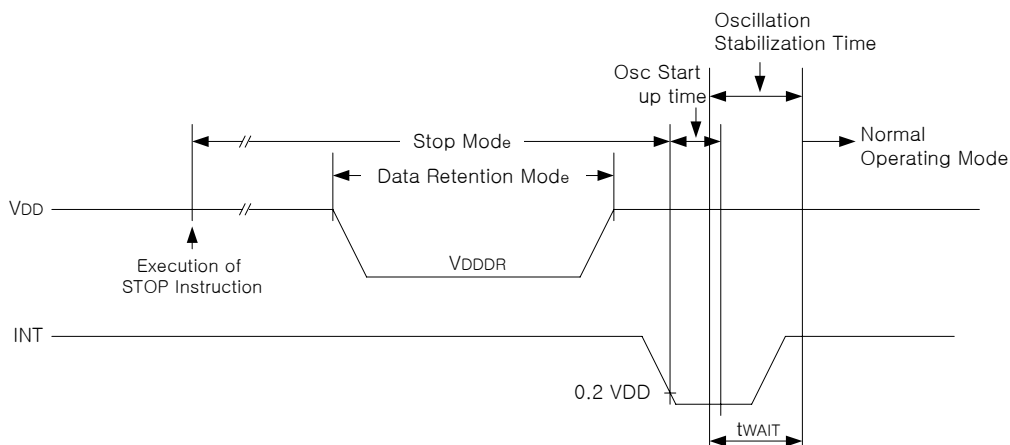 Oscillation
Stabilization Time
Osc Start
up time
Stop Mode
Normal
Operating Mode
Data Retention Mode
VDD
Execution of
STOP Instruction
VDDDR
INT
0.2 VDD
tWAIT